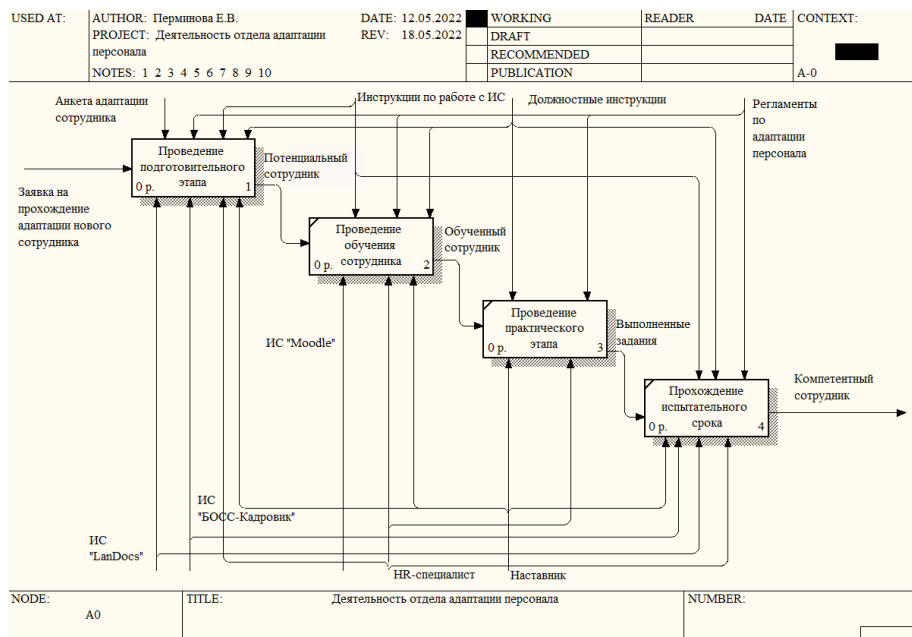 USED AT:
AUTHOR: Перминова Е.В.
DATE: 12.05.2022
WORKING
READER
DATE
CONTEXT:
PROJECT: Деятельность отдела адаптации
персонала
REV: 18.05.2022
DRAFT
RECOMMENDED
NOTES: 1 2 3 4 5 6 7 8 9 10
PUBLICATION
A-0
Анкета адаптации
сотрудника
Инструкции по работе с ИС
Должностные инструкции
Регламенты
по
адаптации
персонала
Проведение
подготовительного
этапа
0 р.
1
Потенциальный
сотрудник
Заявка на
прохождение
адаптации нового
сотрудника
Проведение
обучения
сотрудника
0 р.
2
Обученный
сотрудник
Проведение
практического
этапа
0 р.
3
Выполненные
задания
ИС "Moodle"
Прохождение
испытательного
срока
0 р.
4
Компетентный
сотрудник
ИС
"БОСС-Кадровик"
ИС
"LanDocs"
HR-специалист
Наставник
NODE:
A0
TITLE:
Деятельность отдела адаптации персонала
NUMBER: